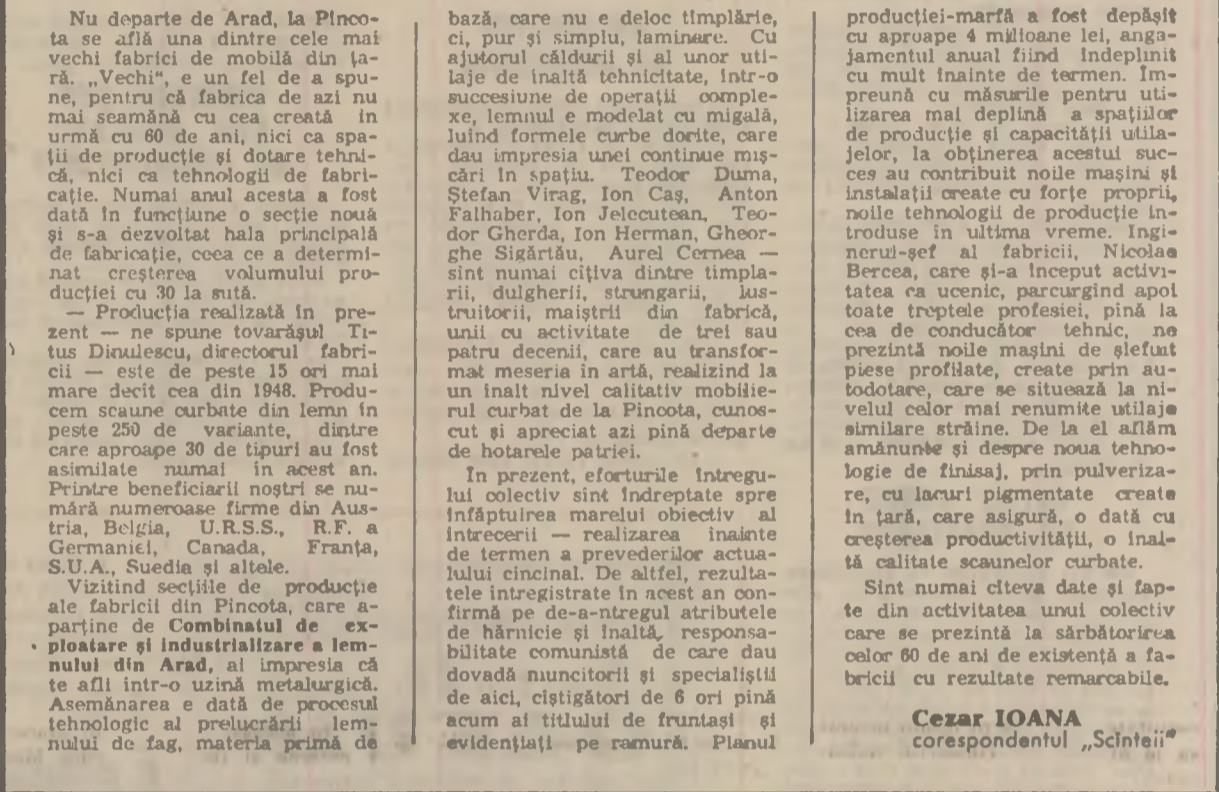 Nu departe de Arad, la Pînco-
ta se află una dintre cele mai
vechi fabrici de mobilă din ța-
ră. „Vechi“, e un fel de a spu-
ne, pentru că fabrica de azi nu
mai seamănă cu cea creată în
urmă cu 60 de ani, nici ca spa-
ții de producție și dotare tehni-
că, nici ca tehnologii de fabri-
cație. Numai anul acesta a fost
dată în funcțiune o secție nouă
și s-a dezvoltat hala principală
de fabricație, ceea ce a determi-
nat creșterea volumului pro-
ducției cu 30 la sută.
— Producția realizată în pre-
zent — ne spune tovarășul Ti-
tus Dinulescu, directorul fabri-
cii — este de peste 15 ori mai
mare decît cea din 1948. Produ-
cem scaune curbate din lemn în
peste 250 de variante, dintre
care aproape 30 de tipuri au fost
asimilate numai în acest an.
Printre beneficiarii noștri se nu-
mără numeroase firme din Aus-
tria, Belgia, U.R.S.S., R.F. a
Germaniei, Canada, Franța,
S.U.A., Suedia și altele.
Vizitînd secțiile de producție
ale fabricii din Pîncota, care a-
parține de Combinatul de ex-
ploatare și industrializare a lem-
nului din Arad, ai impresia că
te afli într-o uzină metalurgică.
Asemănarea e dată de procesul
tehnologic al prelucrării lem-
nului de fag, materia primă de
bază, care nu e deloc tîmplărie,
ci, pur și simplu, laminare. Cu
ajutorul căldurii și al unor uti-
laje de înaltă tehnicitate, într-o
succesiune de operații comple-
xe, lemnul e modelat cu migală,
luînd formele curbe dorite, care
dau impresia unei continue miș-
cări în spațiu. Teodor Duma,
Ștefan Virag, Ion Caș, Anton
Falhaber, Ion Jelecutean, Teo-
dor Gherda, Ion Herman, Gheor-
ghe Sigărtău, Aurel Cernea —
sînt numai cîțiva dintre tîmpla-
rii, dulgherii, strungarii, lus-
truitorii, maiștrii din fabrică,
unii cu activitate de trei sau
patru decenii, care au transfor-
mat meseria în artă, realizînd la
un înalt nivel calitativ mobilie-
rul curbat de la Pîncota, cunos-
cut și apreciat azi pînă departe
de hotarele patriei.
În prezent, eforturile întregu-
lui colectiv sînt îndreptate spre
înfăptuirea marelui obiectiv al
întrecerii — realizarea înainte
de termen a prevederilor actua-
lului cincinal. De altfel, rezulta-
tele întregistrate în acest an con-
firmă pe de-a-ntregul atributele
de hărnicie și înaltă, responsa-
bilitate comunistă de care dau
dovadă muncitorii și specialiștii
de aici, cîștigători de 6 ori pînă
acum ai titlului de fruntași și
evidențiați pe ramură. Planul
producției-marfă a fost depășit
cu aproape 4 milioane lei, anga-
jamentul anual fiind îndeplinit
cu mult înainte de termen. Îm-
preună cu măsurile pentru uti-
lizarea mai deplină a spațiilor
de producție și capacității utila-
jelor, la obținerea acestui suc-
ces au contribuit noile mașini și
instalații create cu forțe proprii,
noile tehnologii de producție in-
troduse în ultima vreme. Ingi-
nerul-șef al fabricii, Nicolae
Bercea, care și-a început activi-
tatea ca ucenic, parcurgînd apoi
toate treptele profesiei, pînă la
cea de conducător tehnic, ne
prezintă noile mașini de șlefuit
piese profilate, create prin au-
todotare, care se situează la ni-
velul celor mai renumite utilaje
similare străine. De la el aflăm
amănunte și despre noua tehno-
logie de finisaj, prin pulveriza-
re, cu lacuri pigmentate create
în țară, care asigură, o dată cu
creșterea productivității, o înal-
tă calitate scaunelor curbate.
Sînt numai cîteva date și fap-
te din activitatea unui colectiv
care se prezintă la sărbătorirea
celor 60 de ani de existență a fa-
bricii cu rezultate remarcabile.
Cezar IOANA
corespondentul „Scînteii“